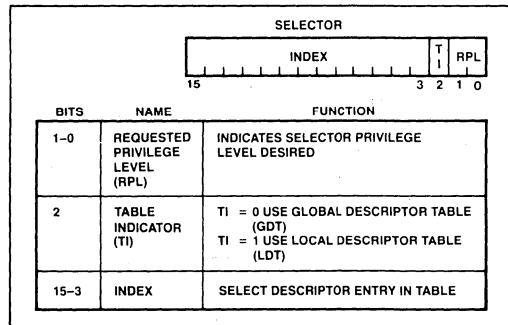 SELECTOR
INDEX T I RPL
15 3 2 1 0
BITS NAME FUNCTION
1–0 REQUESTED PRIVILEGE LEVEL (RPL) INDICATES SELECTOR PRIVILEGE LEVEL DESIRED
2 TABLE INDICATOR (TI) TI = 0 USE GLOBAL DESCRIPTOR TABLE (GDT) TI = 1 USE LOCAL DESCRIPTOR TABLE (LDT)
15–3 INDEX SELECT DESCRIPTOR ENTRY IN TABLE